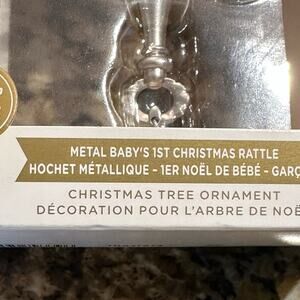 METAL BABY'S 1ST CHRISTMAS RATTLE
HOCHET MÉTALLIQUE - 1ER NOËL DE BÉBÉ - GARÇ
CHRISTMAS TREE ORNAMENT
DÉCORATION POUR L'ARBRE DE NOË